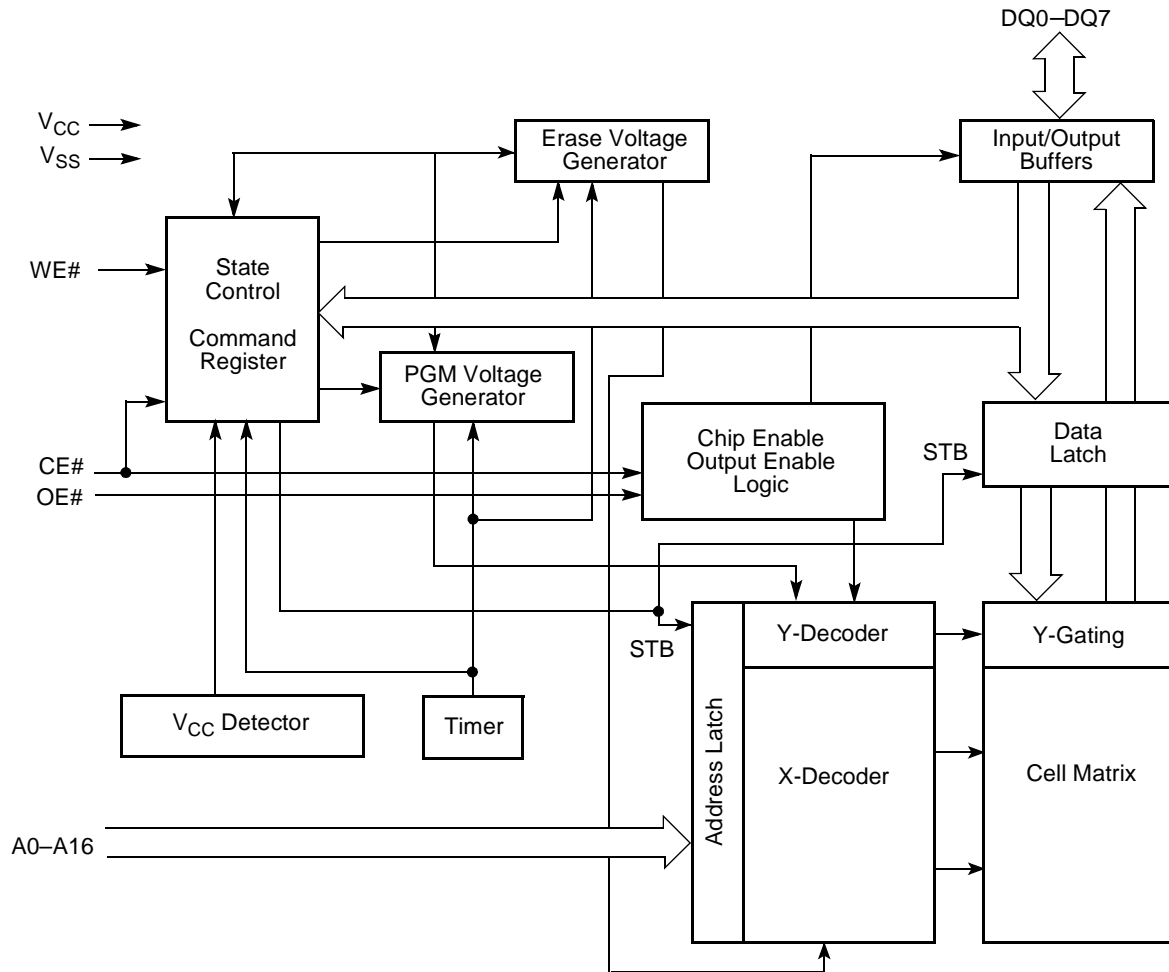 DQ0–DQ7
VCC
VSS
Erase Voltage
Generator
Input/Output
Buffers
WE#
State
Control
Command
Register
PGM Voltage
Generator
Chip Enable
Output Enable
Logic
STB
Data
Latch
CE#
OE#
STB
Y-Decoder
Y-Gating
VCC Detector
Timer
Address Latch
X-Decoder
Cell Matrix
A0–A16